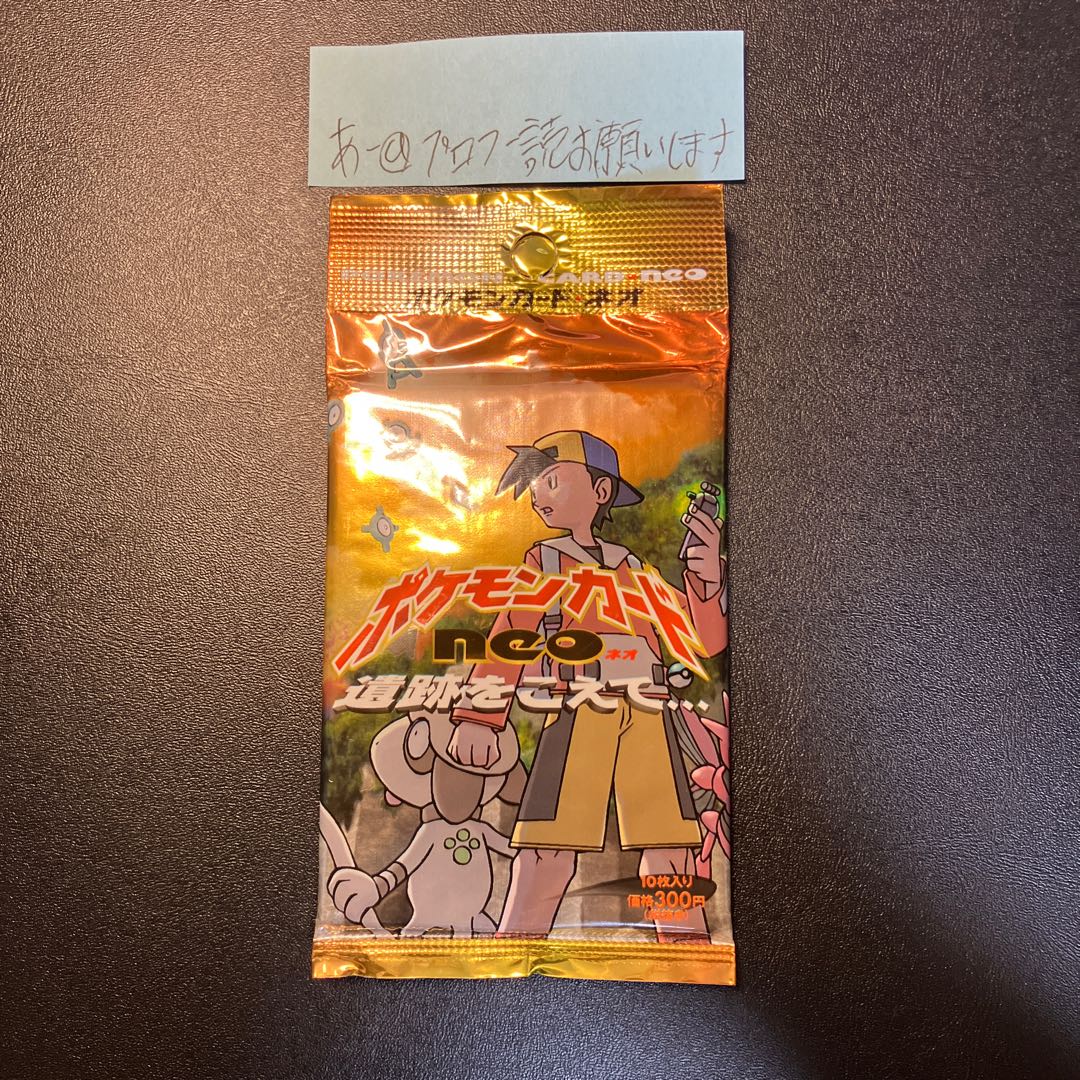 あー@プロフ読お願いします
POKÉMON CARD★neo
ポケモンカード★ネオ
ポケモンカード
neo ネオ
遺跡をこえて...
10枚入り
価格300円